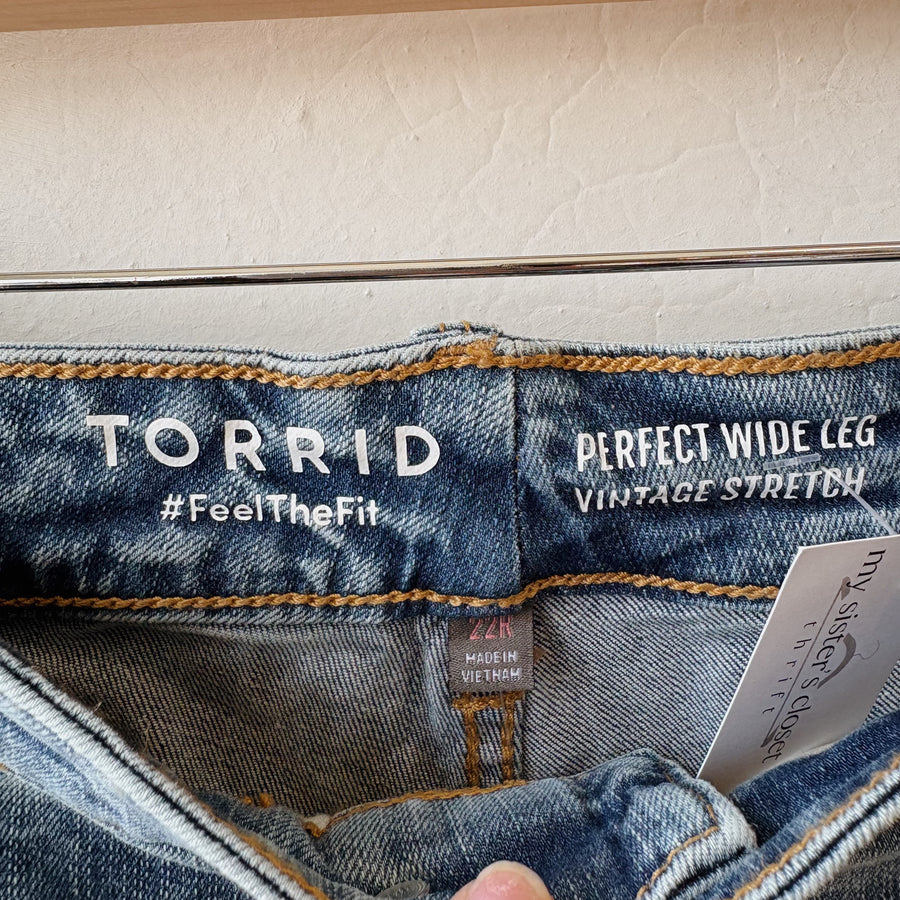 TORRID
#FeelTheFit
PERFECT WIDE LEG
VINTAGE STRETCH
22R
MADE IN
VIETNAM
my sister's closet
thrift